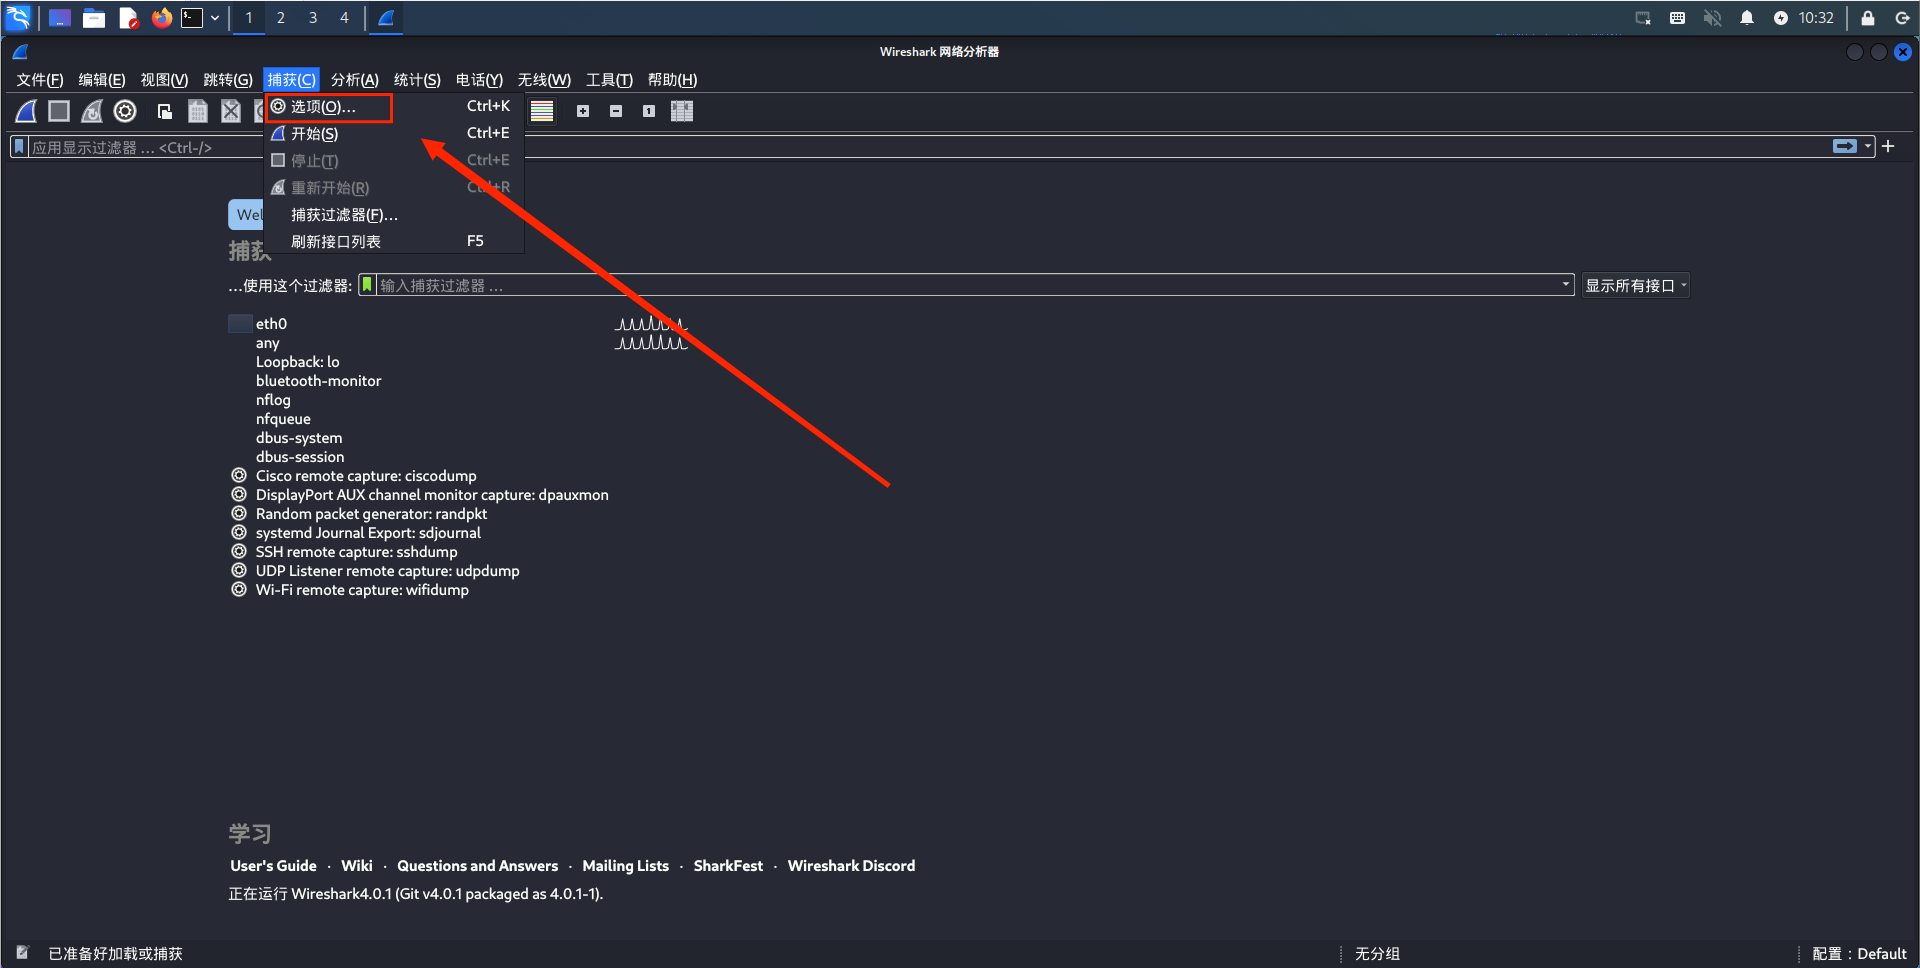 1 2 3 4 10:32
Wireshark 网络分析器
文件(F) 编辑(E) 视图(V) 跳转(G) 捕获(C) 分析(A) 统计(S) 电话(Y) 无线(W) 工具(T) 帮助(H)
选项(O)... Ctrl+K
开始(S) Ctrl+E
应用显示过滤器 … <Ctrl-/>
停止(T) Ctrl+E
重新开始(R) Ctrl+R
捕获过滤器(F)...
刷新接口列表 F5
Wel
捕获
…使用这个过滤器: 输入捕获过滤器 … 显示所有接口
eth0
any
Loopback: lo
bluetooth-monitor
nflog
nfqueue
dbus-system
dbus-session
Cisco remote capture: ciscodump
DisplayPort AUX channel monitor capture: dpauxmon
Random packet generator: randpkt
systemd Journal Export: sdjournal
SSH remote capture: sshdump
UDP Listener remote capture: udpdump
Wi-Fi remote capture: wifidump
学习
User's Guide · Wiki · Questions and Answers · Mailing Lists · SharkFest · Wireshark Discord
正在运行 Wireshark4.0.1 (Git v4.0.1 packaged as 4.0.1-1).
已准备好加载或捕获 无分组 配置：Default